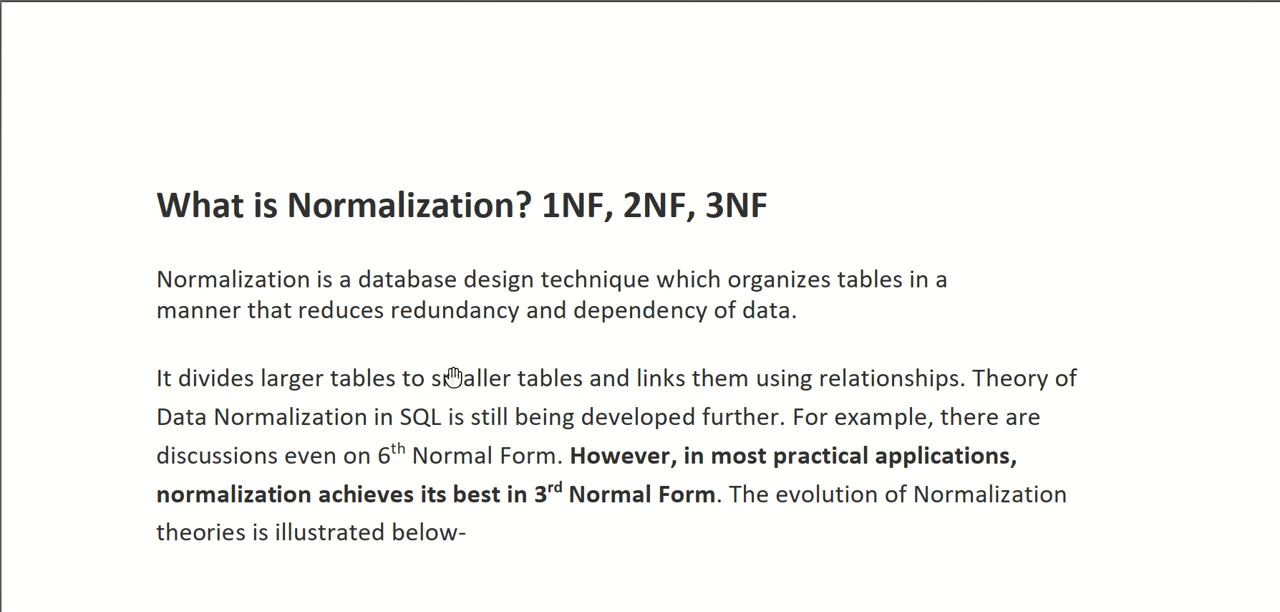 What is Normalization? 1NF, 2NF, 3NF
Normalization is a database design technique which organizes tables in a
manner that reduces redundancy and dependency of data.
It divides larger tables to smaller tables and links them using relationships. Theory of
Data Normalization in SQL is still being developed further. For example, there are
discussions even on 6th Normal Form. However, in most practical applications,
normalization achieves its best in 3rd Normal Form. The evolution of Normalization
theories is illustrated below-